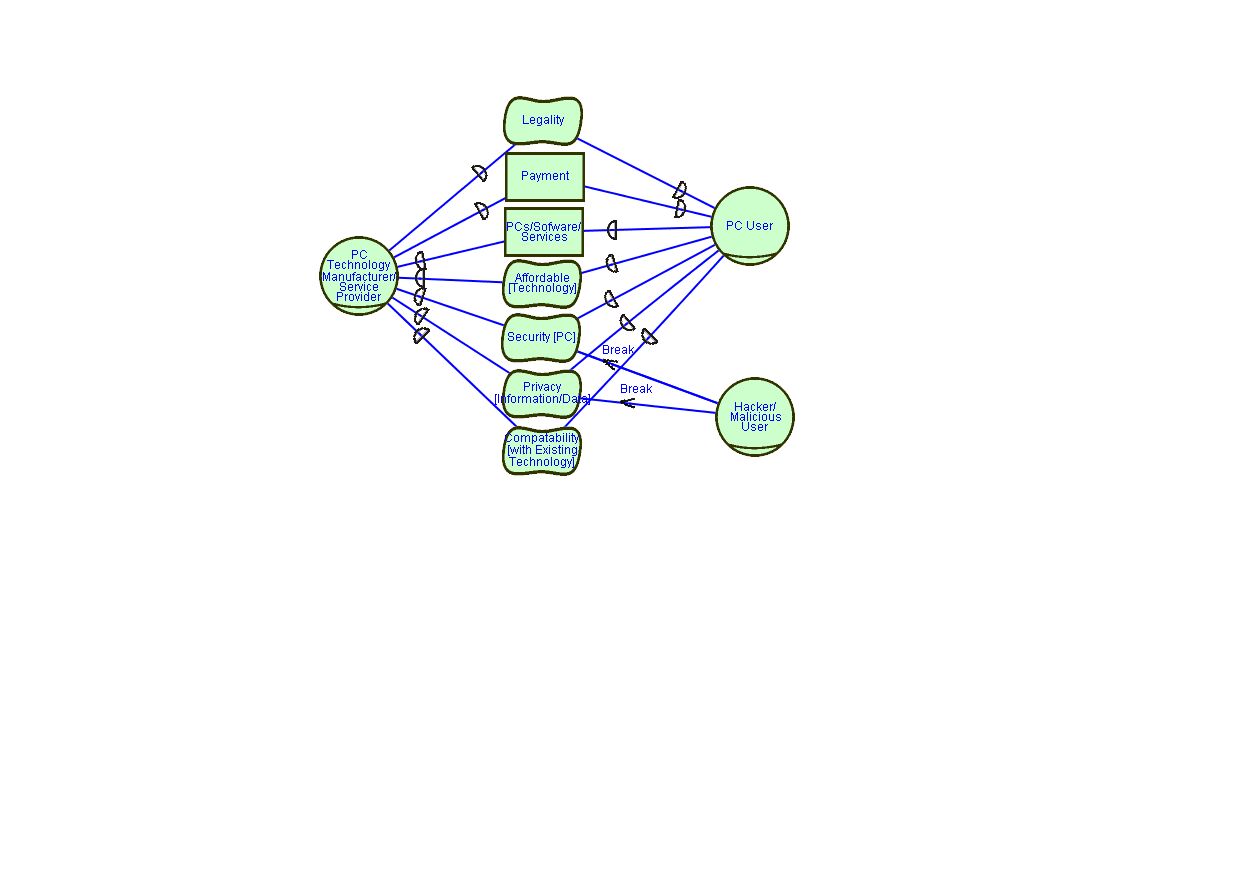 Legality
Payment
PCs/Sofware/
Services
Affordable
[Technology]
Security [PC]
Privacy
[Information/Data]
Compatability
[with Existing
Technology]
PC
Technology
Manufacturer/
Service
Provider
PC User
Break
Break
Hacker/
Malicious
User